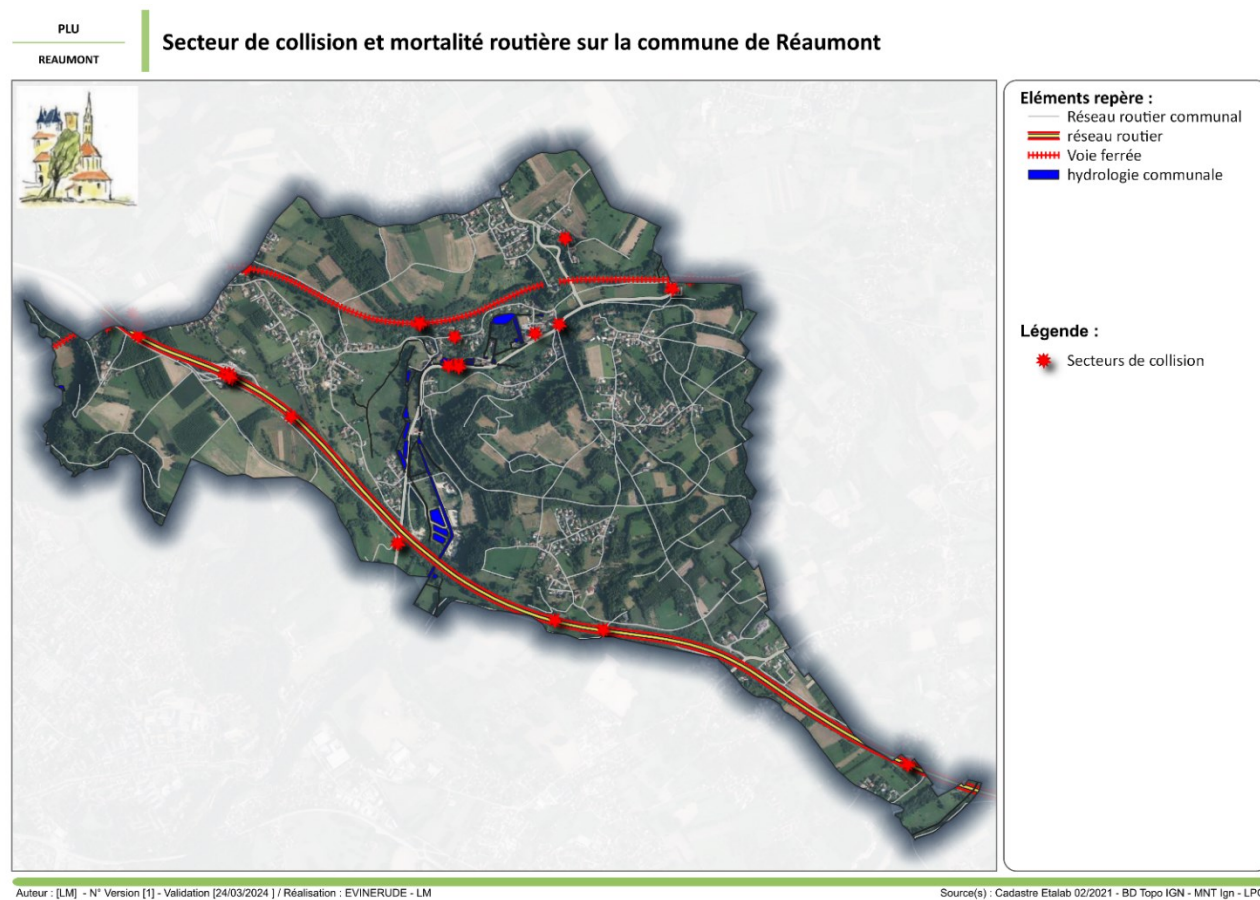 PLU
REAUMONT
Secteur de collision et mortalité routière sur la commune de Réaumont
Eléments repère :
Réseau routier communal
réseau routier
Voie ferrée
hydrologie communale
Légende :
Secteurs de collision
Auteur : [LM] - N° Version [1] - Validation [24/03/2024 ] / Réalisation : EVINERUDE - LM
Source(s) : Cadastre Etalab 02/2021 - BD Topo IGN - MNT Ign - LPO